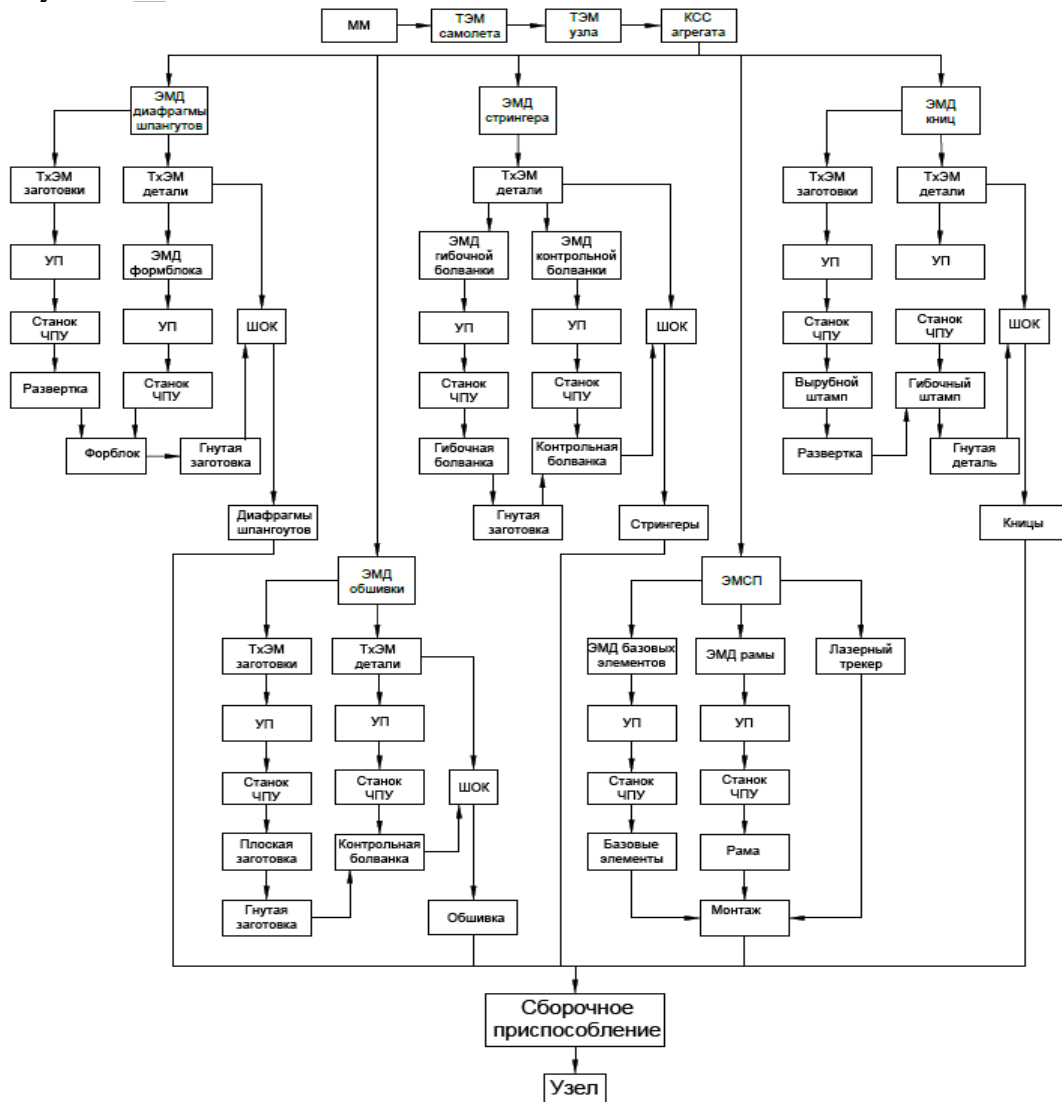 ММ
ТЭМ
самолета
ТЭМ
узла
КСС
агрегата
ЭМД
диафрагмы
шпангутов
ТхЭМ
заготовки
ТхЭМ
детали
УП
ЭМД
формблока
Станок
ЧПУ
УП
ШОК
Развертка
Станок
ЧПУ
Форблок
Гнутая
заготовка
Диафрагмы
шпангоутов
ЭМД
стрингера
ТхЭМ
детали
ЭМД
гибочной
болванки
ЭМД
контрольной
болванки
УП
УП
ШОК
Станок
ЧПУ
Станок
ЧПУ
Гибочная
болванка
Контрольная
болванка
Гнутая
заготовка
Стрингеры
ЭМД
книц
ТхЭМ
заготовки
ТхЭМ
детали
УП
УП
Станок
ЧПУ
Станок
ЧПУ
ШОК
Вырубной
штамп
Гибочный
штамп
Развертка
Гнутая
деталь
Кницы
ЭМД
обшивки
ТхЭМ
заготовки
ТхЭМ
детали
УП
УП
Станок
ЧПУ
Станок
ЧПУ
ШОК
Плоская
заготовка
Контрольная
болванка
Гнутая
заготовка
Обшивка
ЭМСП
ЭМД базовых
элементов
ЭМД рамы
Лазерный
трекер
УП
УП
Станок
ЧПУ
Станок
ЧПУ
Базовые
элементы
Рама
Монтаж
Сборочное
приспособление
Узел